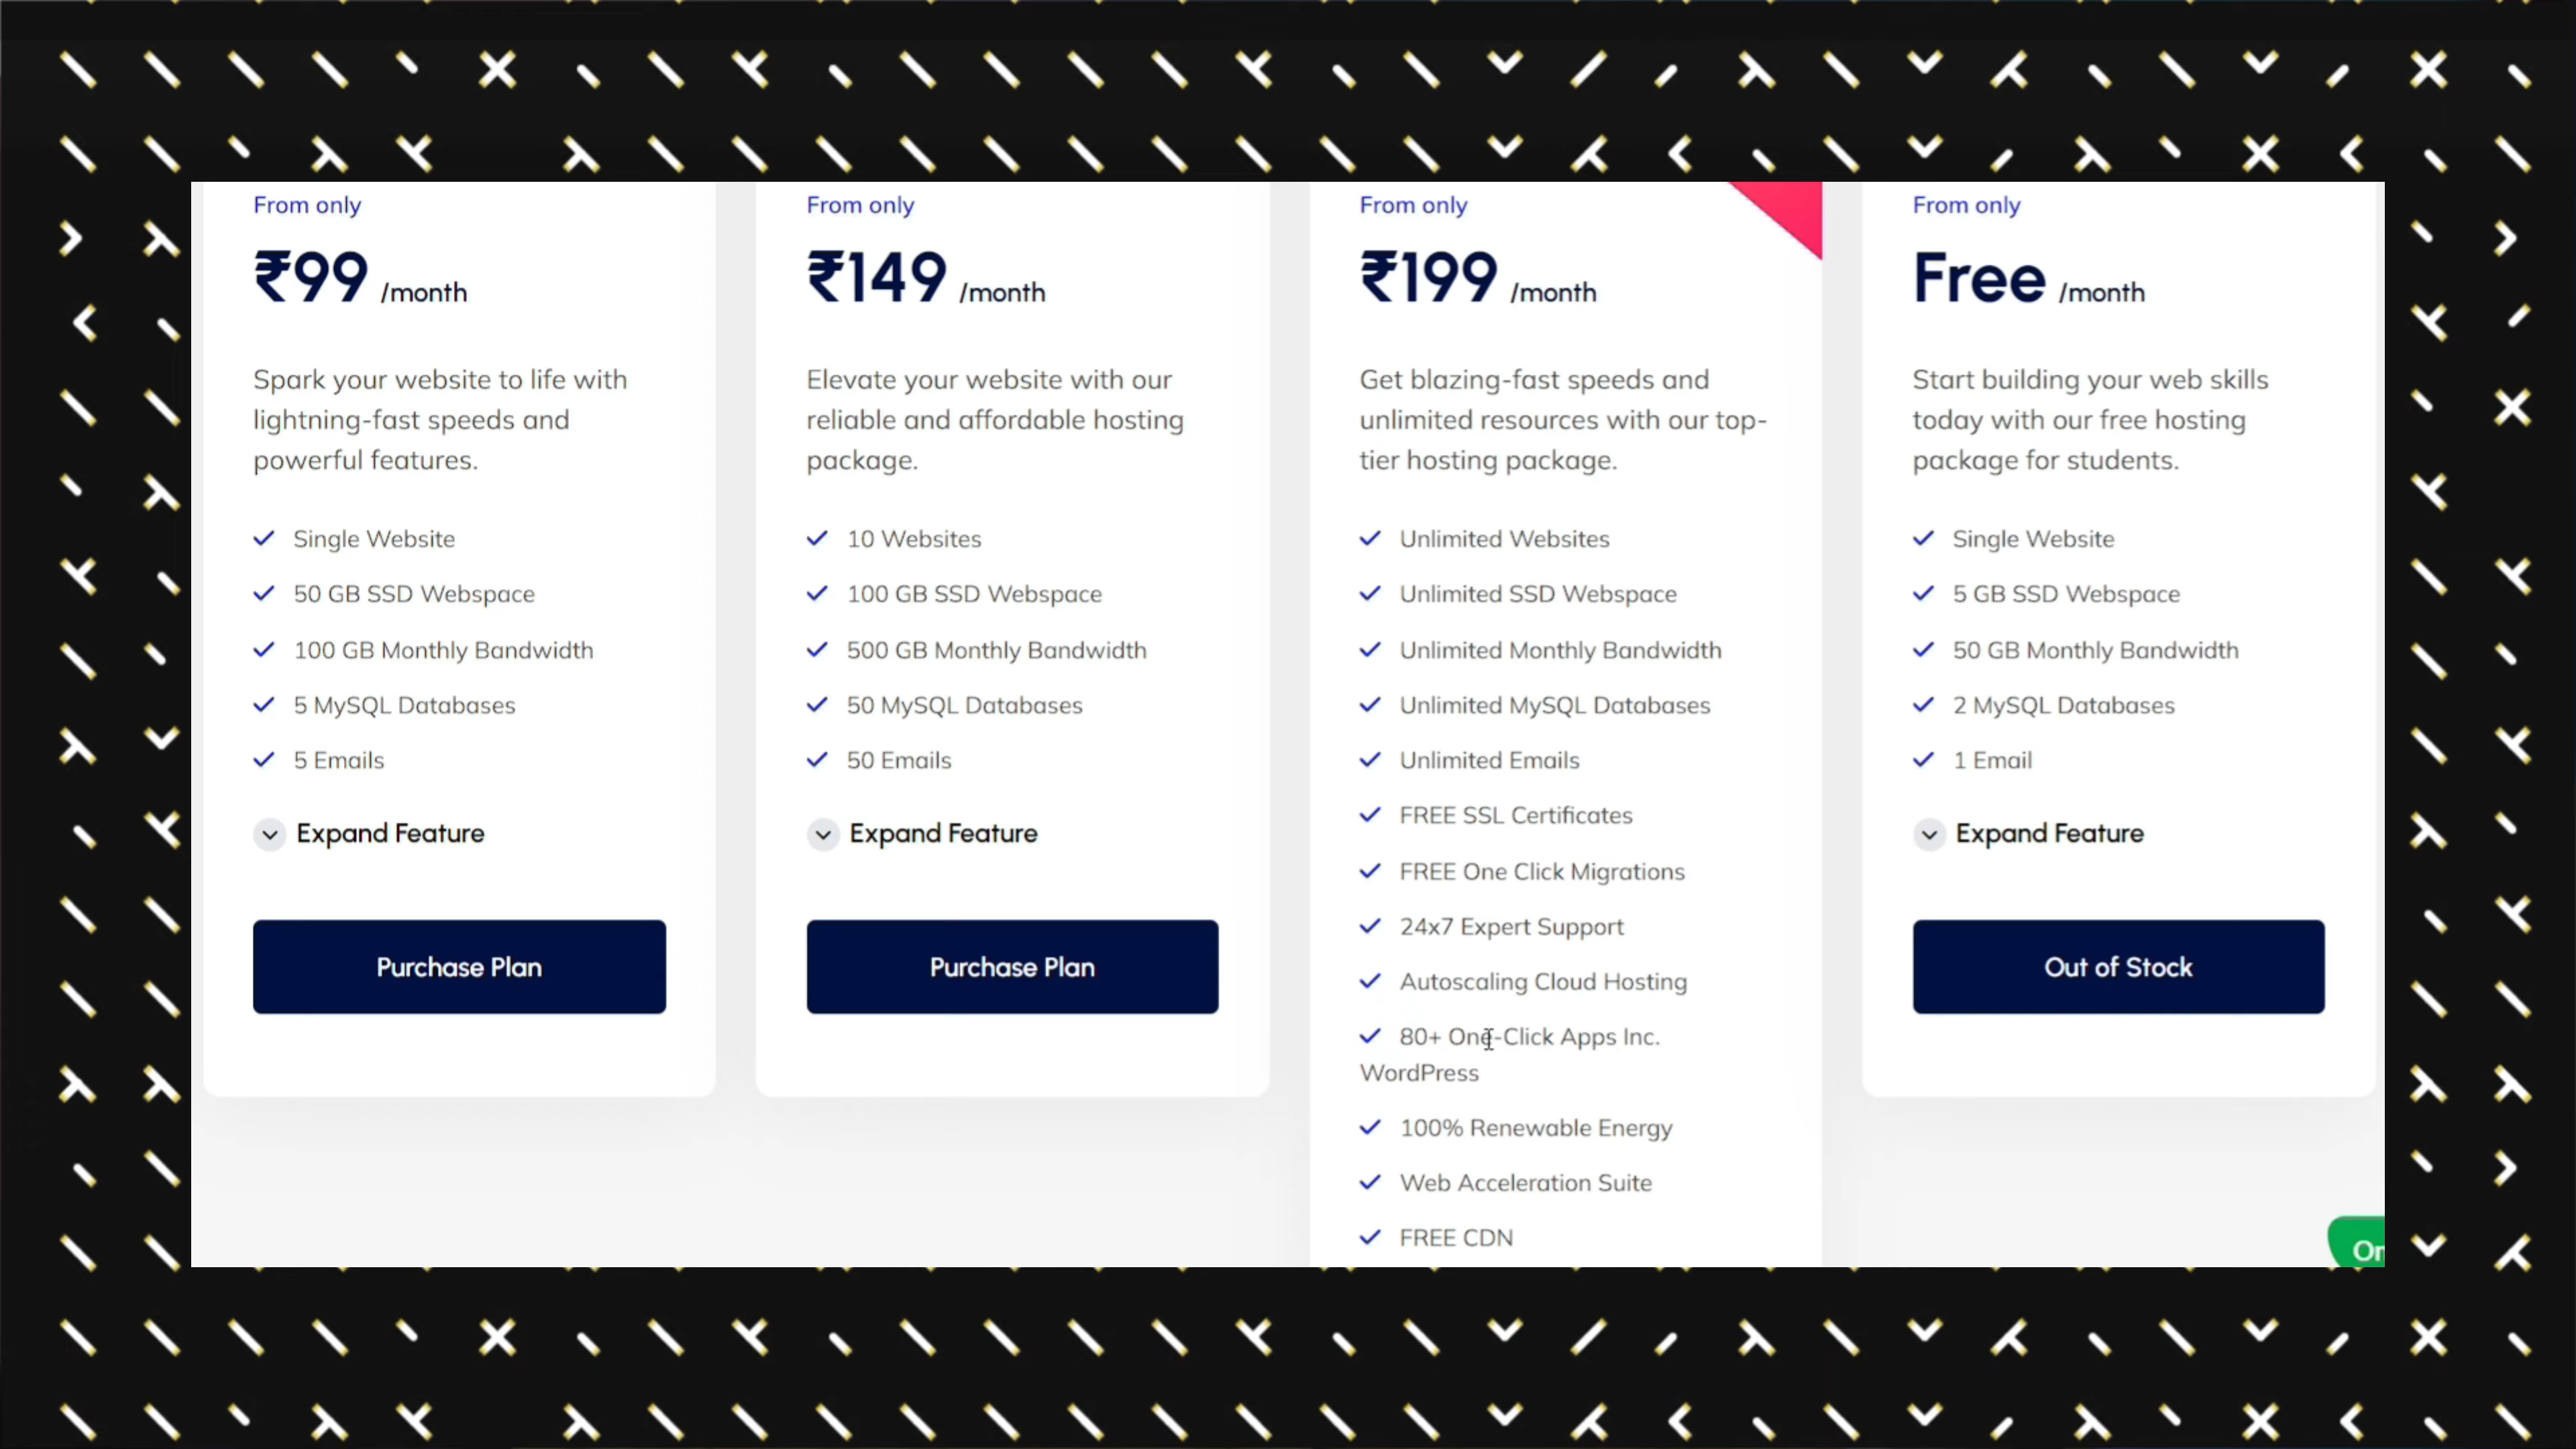 From only
₹99 /month
Spark your website to life with
lightning-fast speeds and
powerful features.
Single Website
50 GB SSD Webspace
100 GB Monthly Bandwidth
5 MySQL Databases
5 Emails
Expand Feature
Purchase Plan
From only
₹149 /month
Elevate your website with our
reliable and affordable hosting
package.
10 Websites
100 GB SSD Webspace
500 GB Monthly Bandwidth
50 MySQL Databases
50 Emails
Expand Feature
Purchase Plan
From only
₹199 /month
Get blazing-fast speeds and
unlimited resources with our top-
tier hosting package.
Unlimited Websites
Unlimited SSD Webspace
Unlimited Monthly Bandwidth
Unlimited MySQL Databases
Unlimited Emails
FREE SSL Certificates
FREE One Click Migrations
24x7 Expert Support
Autoscaling Cloud Hosting
80+ One-Click Apps Inc.
WordPress
100% Renewable Energy
Web Acceleration Suite
FREE CDN
From only
Free /month
Start building your web skills
today with our free hosting
package for students.
Single Website
5 GB SSD Webspace
50 GB Monthly Bandwidth
2 MySQL Databases
1 Email
Expand Feature
Out of Stock